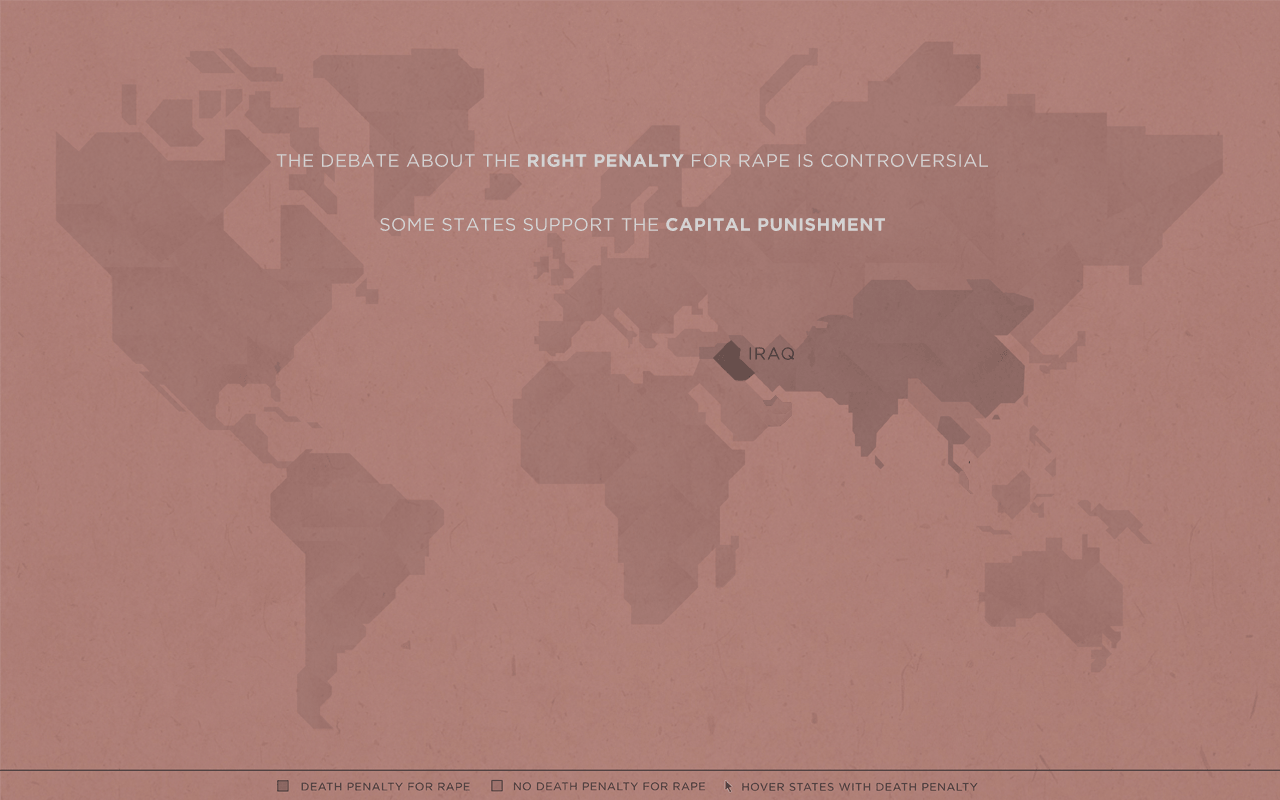 THE DEBATE ABOUT THE RIGHT PENALTY FOR RAPE IS CONTROVERSIAL
SOME STATES SUPPORT THE CAPITAL PUNISHMENT
IRAQ
DEATH PENALTY FOR RAPE
NO DEATH PENALTY FOR RAPE
HOVER STATES WITH DEATH PENALTY